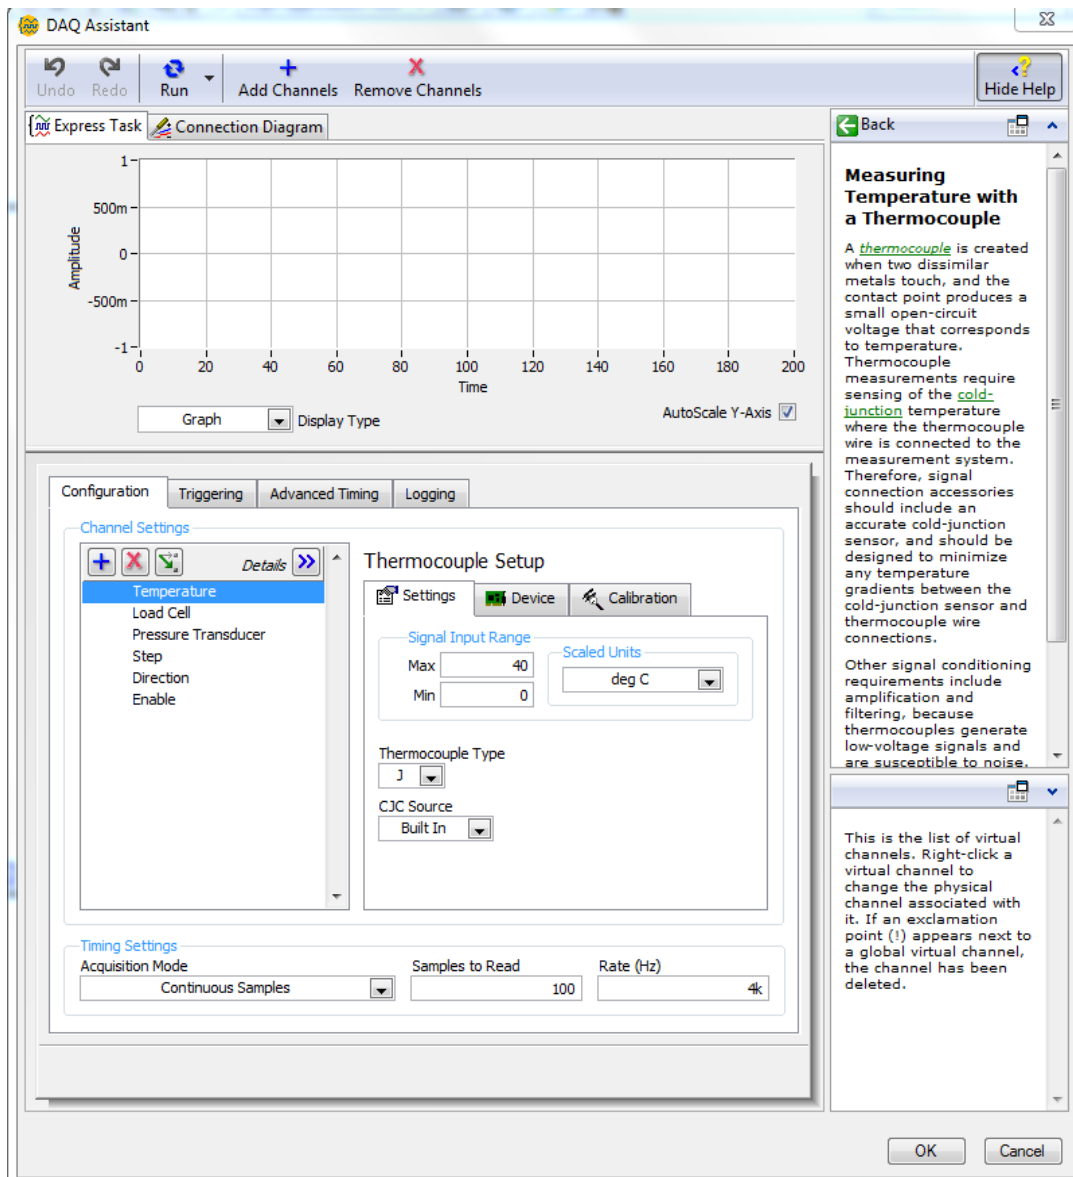 DAQ Assistant
Undo Redo Run Add Channels Remove Channels Hide Help
Express Task Connection Diagram
1
500m
0
-500m
-1
Amplitude
0 20 40 60 80 100 120 140 160 180 200
Time
Graph Display Type AutoScale Y-Axis
Configuration Triggering Advanced Timing Logging
Channel Settings
Details
Temperature
Load Cell
Pressure Transducer
Step
Direction
Enable
Thermocouple Setup
Settings Device Calibration
Signal Input Range
Max 40
Min 0
Scaled Units
deg C
Thermocouple Type
J
CJC Source
Built In
Timing Settings
Acquisition Mode Samples to Read Rate (Hz)
Continuous Samples 100 4k
Back
Measuring
Temperature with
a Thermocouple
A thermocouple is created
when two dissimilar
metals touch, and the
contact point produces a
small open-circuit
voltage that corresponds
to temperature.
Thermocouple
measurements require
sensing of the cold-
junction temperature
where the thermocouple
wire is connected to the
measurement system.
Therefore, signal
connection accessories
should include an
accurate cold-junction
sensor, and should be
designed to minimize
any temperature
gradients between the
cold-junction sensor and
thermocouple wire
connections.
Other signal conditioning
requirements include
amplification and
filtering, because
thermocouples generate
low-voltage signals and
are susceptible to noise.
This is the list of virtual
channels. Right-click a
virtual channel to
change the physical
channel associated with
it. If an exclamation
point (!) appears next to
a global virtual channel,
the channel has been
deleted.
OK Cancel